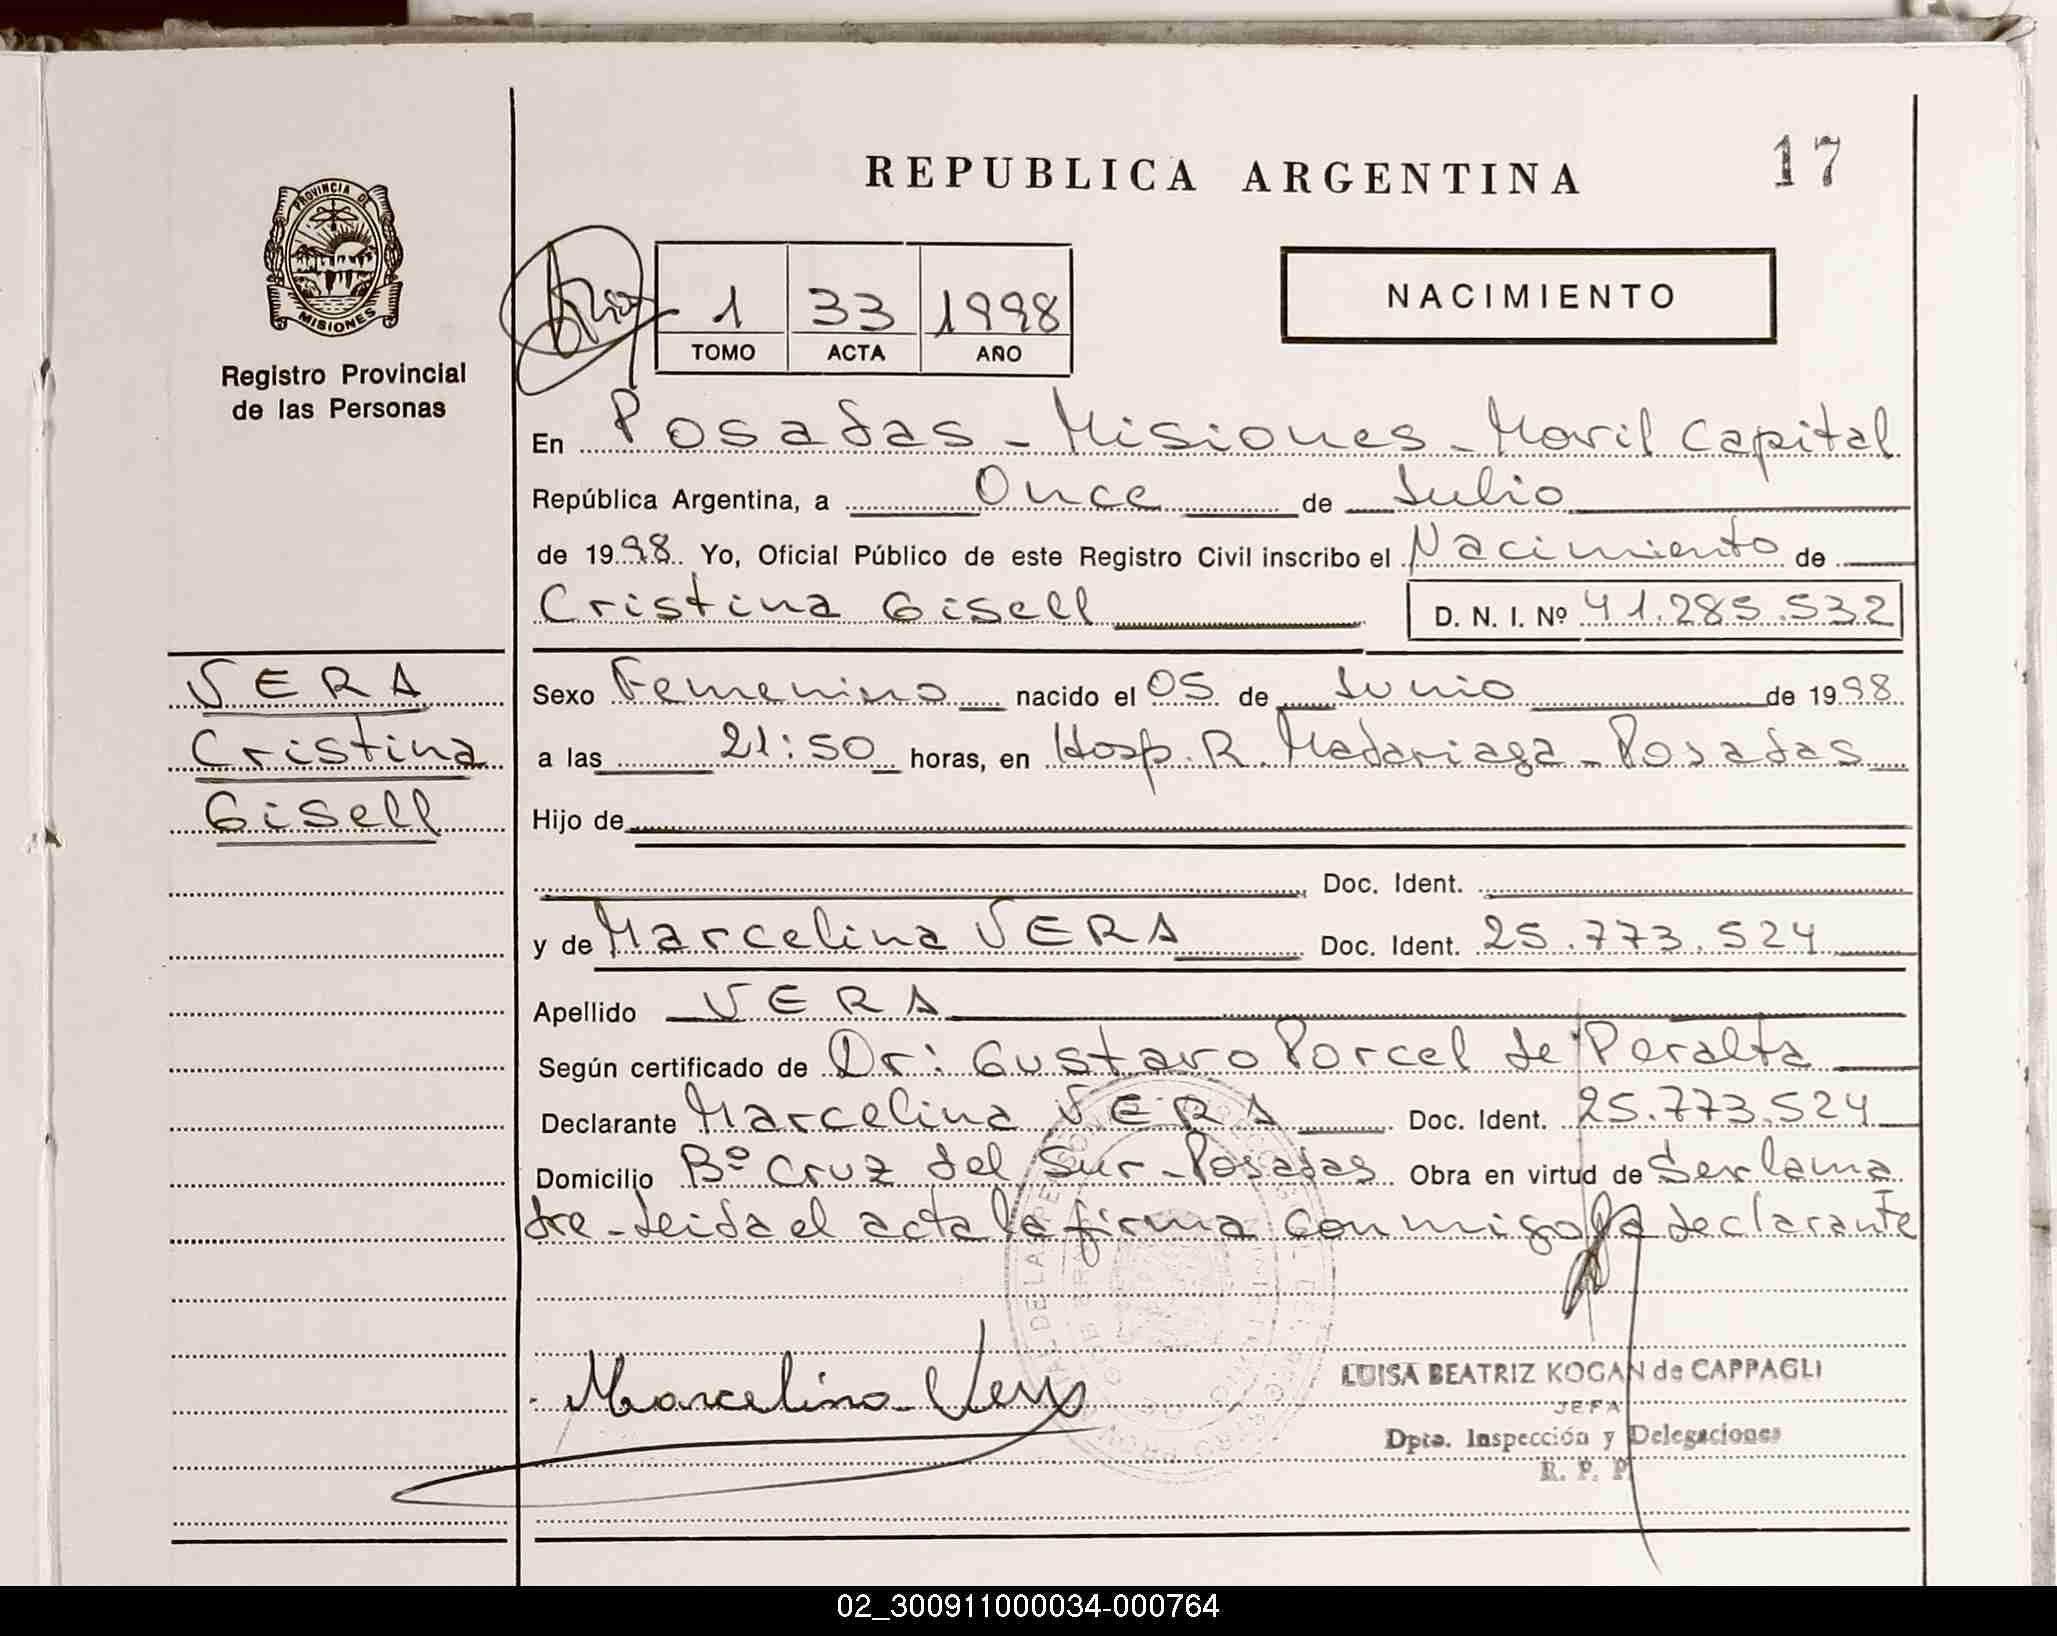 REPUBLICA ARGENTINA
17
PROVINCIA DE
MISIONES
Registro Provincial
de las Personas
1 33 1998
TOMO ACTA AÑO
NACIMIENTO
En Posadas - Misiones - Movil Capital
República Argentina, a Once de Julio
de 1998 Yo, Oficial Público de este Registro Civil inscribo el Nacimiento de
Cristina Gisell D. N. I. Nº 41.285.532
VERA
Cristina
Gisell
Sexo Femenino nacido el 05 de Junio de 1998
a las 21:50 horas, en Hosp. R. Madariaga - Posadas
Hijo de
Doc. Ident.
y de Marcelina VERA Doc. Ident. 25.773.524
Apellido VERA
Según certificado de Dr: Gustavo Porcel de Peralta
Declarante Marcelina VERA Doc. Ident. 25.773.524
Domicilio Bº Cruz del Sur - Posadas Obra en virtud de Ser la ma
dre - Leida el acta la firma conmigo la declarante
Marcelina Vera
LUISA BEATRIZ KOGAN de CAPPAGLI
JEFA
Dpto. Inspección y Delegaciones
R. P. P.
02_300911000034-000764